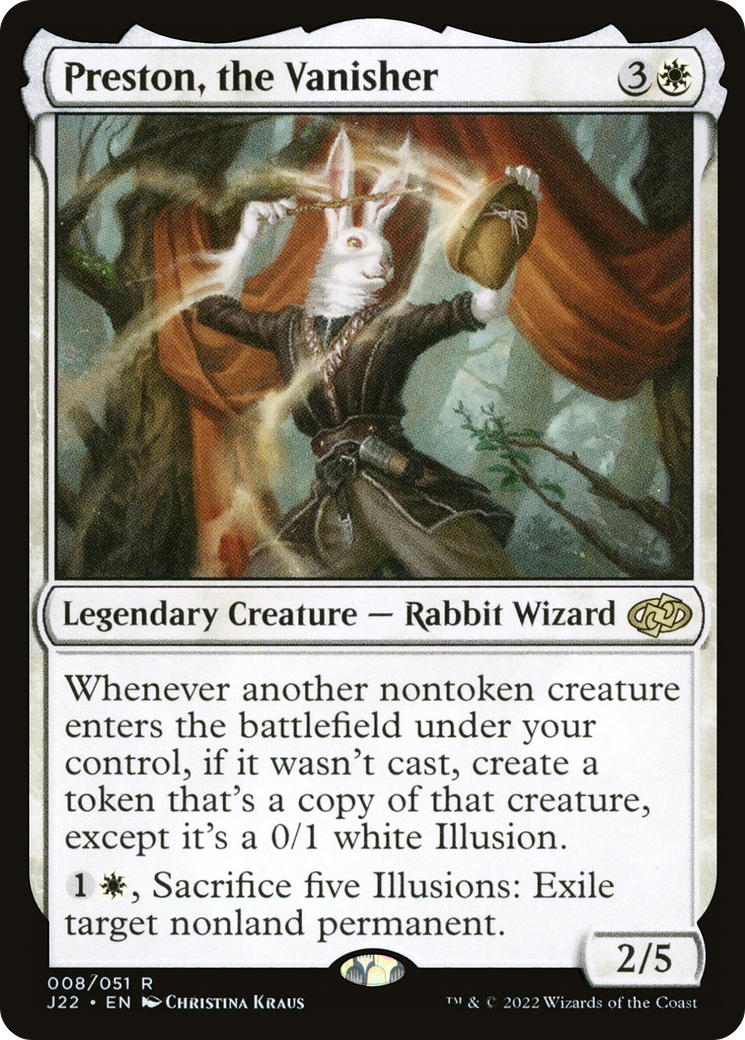 Preston, the Vanisher 3
Legendary Creature — Rabbit Wizard
Whenever another nontoken creature
enters the battlefield under your
control, if it wasn't cast, create a
token that's a copy of that creature,
except it's a 0/1 white Illusion.
1, Sacrifice five Illusions: Exile
target nonland permanent.
2/5
008/051 R
J22 • EN Christina Kraus
™ & © 2022 Wizards of the Coast